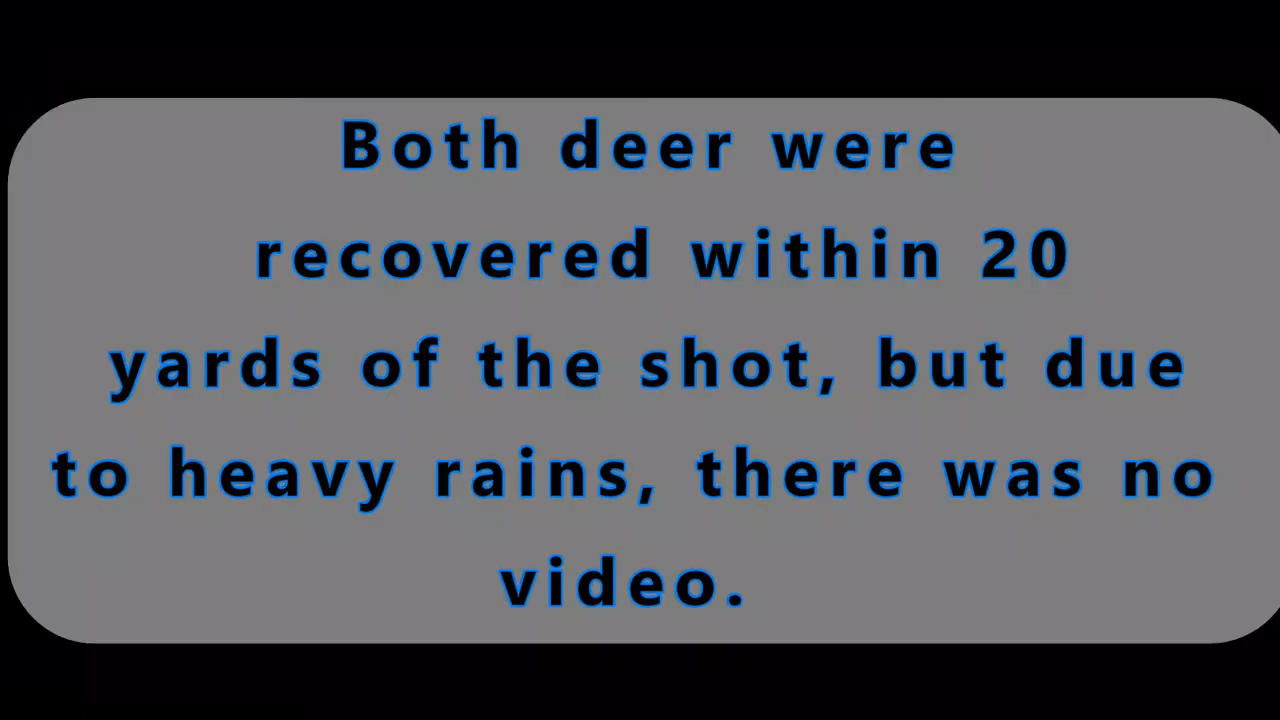 Both deer were
recovered within 20
yards of the shot, but due
to heavy rains, there was no
video.